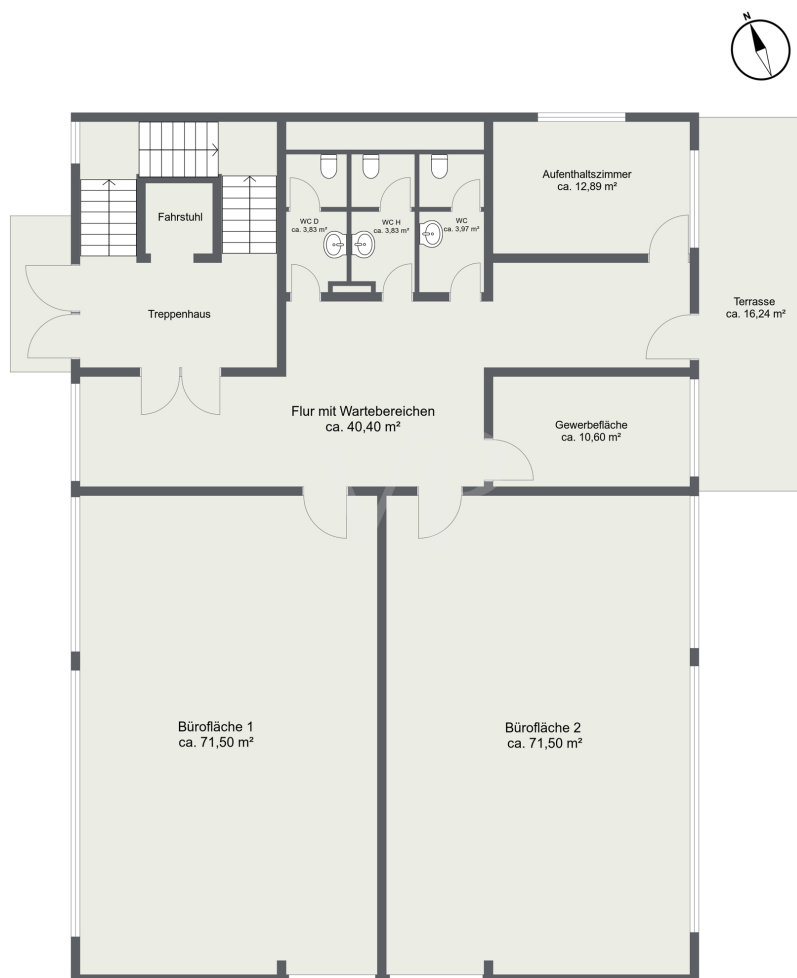 N
Aufenthaltszimmer
ca. 12,89 m²
Fahrstuhl
WC D
ca. 3,83 m²
WC H
ca. 3,83 m²
WC
ca. 3,97 m²
Treppenhaus
Terrasse
ca. 16,24 m²
Flur mit Wartebereichen
ca. 40,40 m²
Gewerbefläche
ca. 10,60 m²
Bürofläche 1
ca. 71,50 m²
Bürofläche 2
ca. 71,50 m²